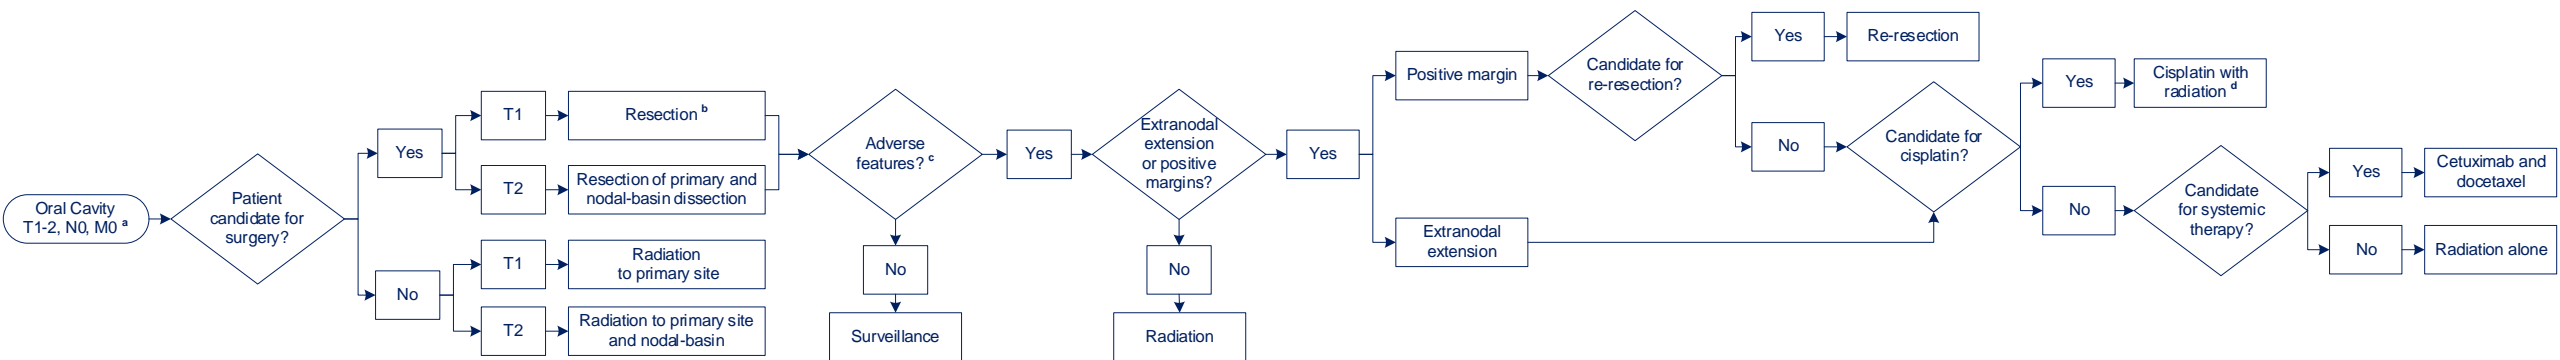 Oral Cavity
T1-2, N0, M0 a
Patient
candidate for
surgery?
Yes
T1
Resection b
T2
Resection of primary and
nodal-basin dissection
No
T1
Radiation
to primary site
T2
Radiation to primary site
and nodal-basin
Adverse
features? c
Yes
No
Surveillance
Extranodal
extension
or positive
margins?
Yes
No
Radiation
Positive margin
Candidate for
re-resection?
Yes
Re-resection
No
Extranodal
extension
Candidate for
cisplatin?
Yes
Cisplatin with
radiation d
No
Candidate
for systemic
therapy?
Yes
Cetuximab and
docetaxel
No
Radiation alone